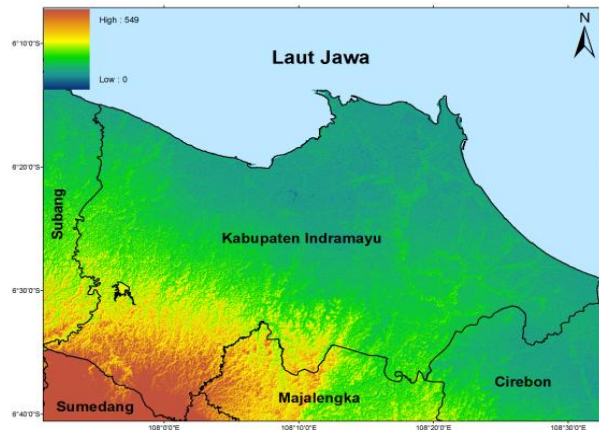 High : 549
Low : 0
N
Laut Jawa
6°10'0"S
6°20'0"S
Subang
Kabupaten Indramayu
6°30'0"S
Cirebon
Majalengka
Sumedang
6°40'0"S
108°0'0"E
108°10'0"E
108°20'0"E
108°30'0"E